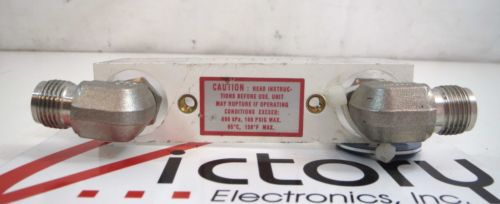 CAUTION : READ INSTRUC-
TIONS BEFORE USE. UNIT
MAY RUPTURE IF OPERATING
CONDITIONS EXCEED:
690 kPa, 100 PSIG MAX.
65°C, 150°F MAX.
Victory
Electronics, Inc.